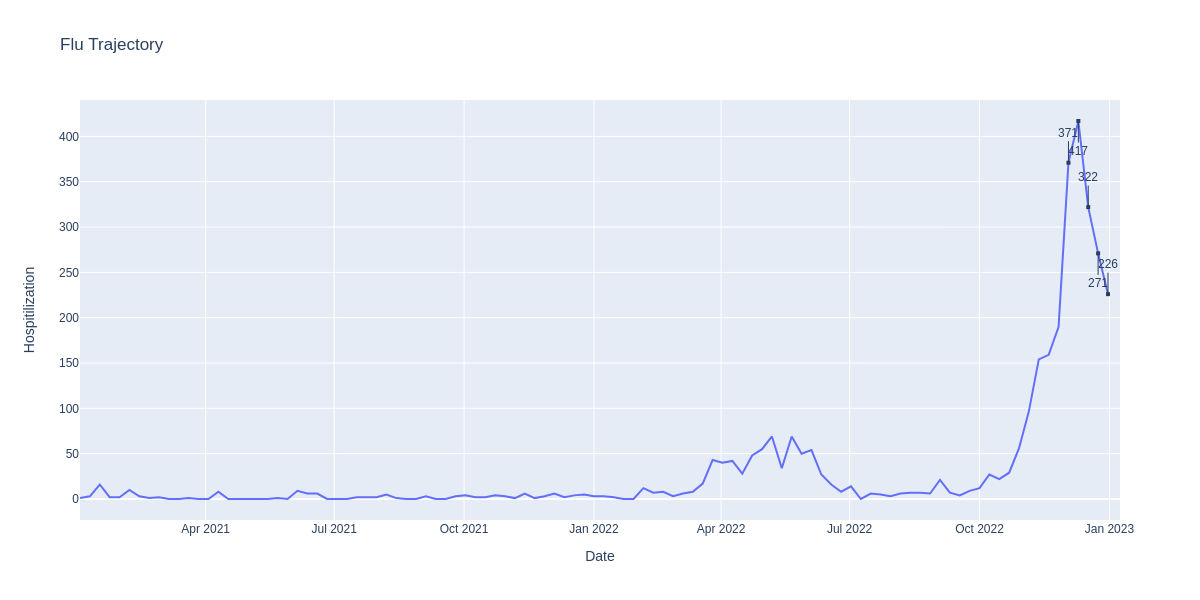 Flu Trajectory
Hospitilization
400
350
300
250
200
150
100
50
0
371
417
322
226
271
Apr 2021
Jul 2021
Oct 2021
Jan 2022
Apr 2022
Jul 2022
Oct 2022
Jan 2023
Date